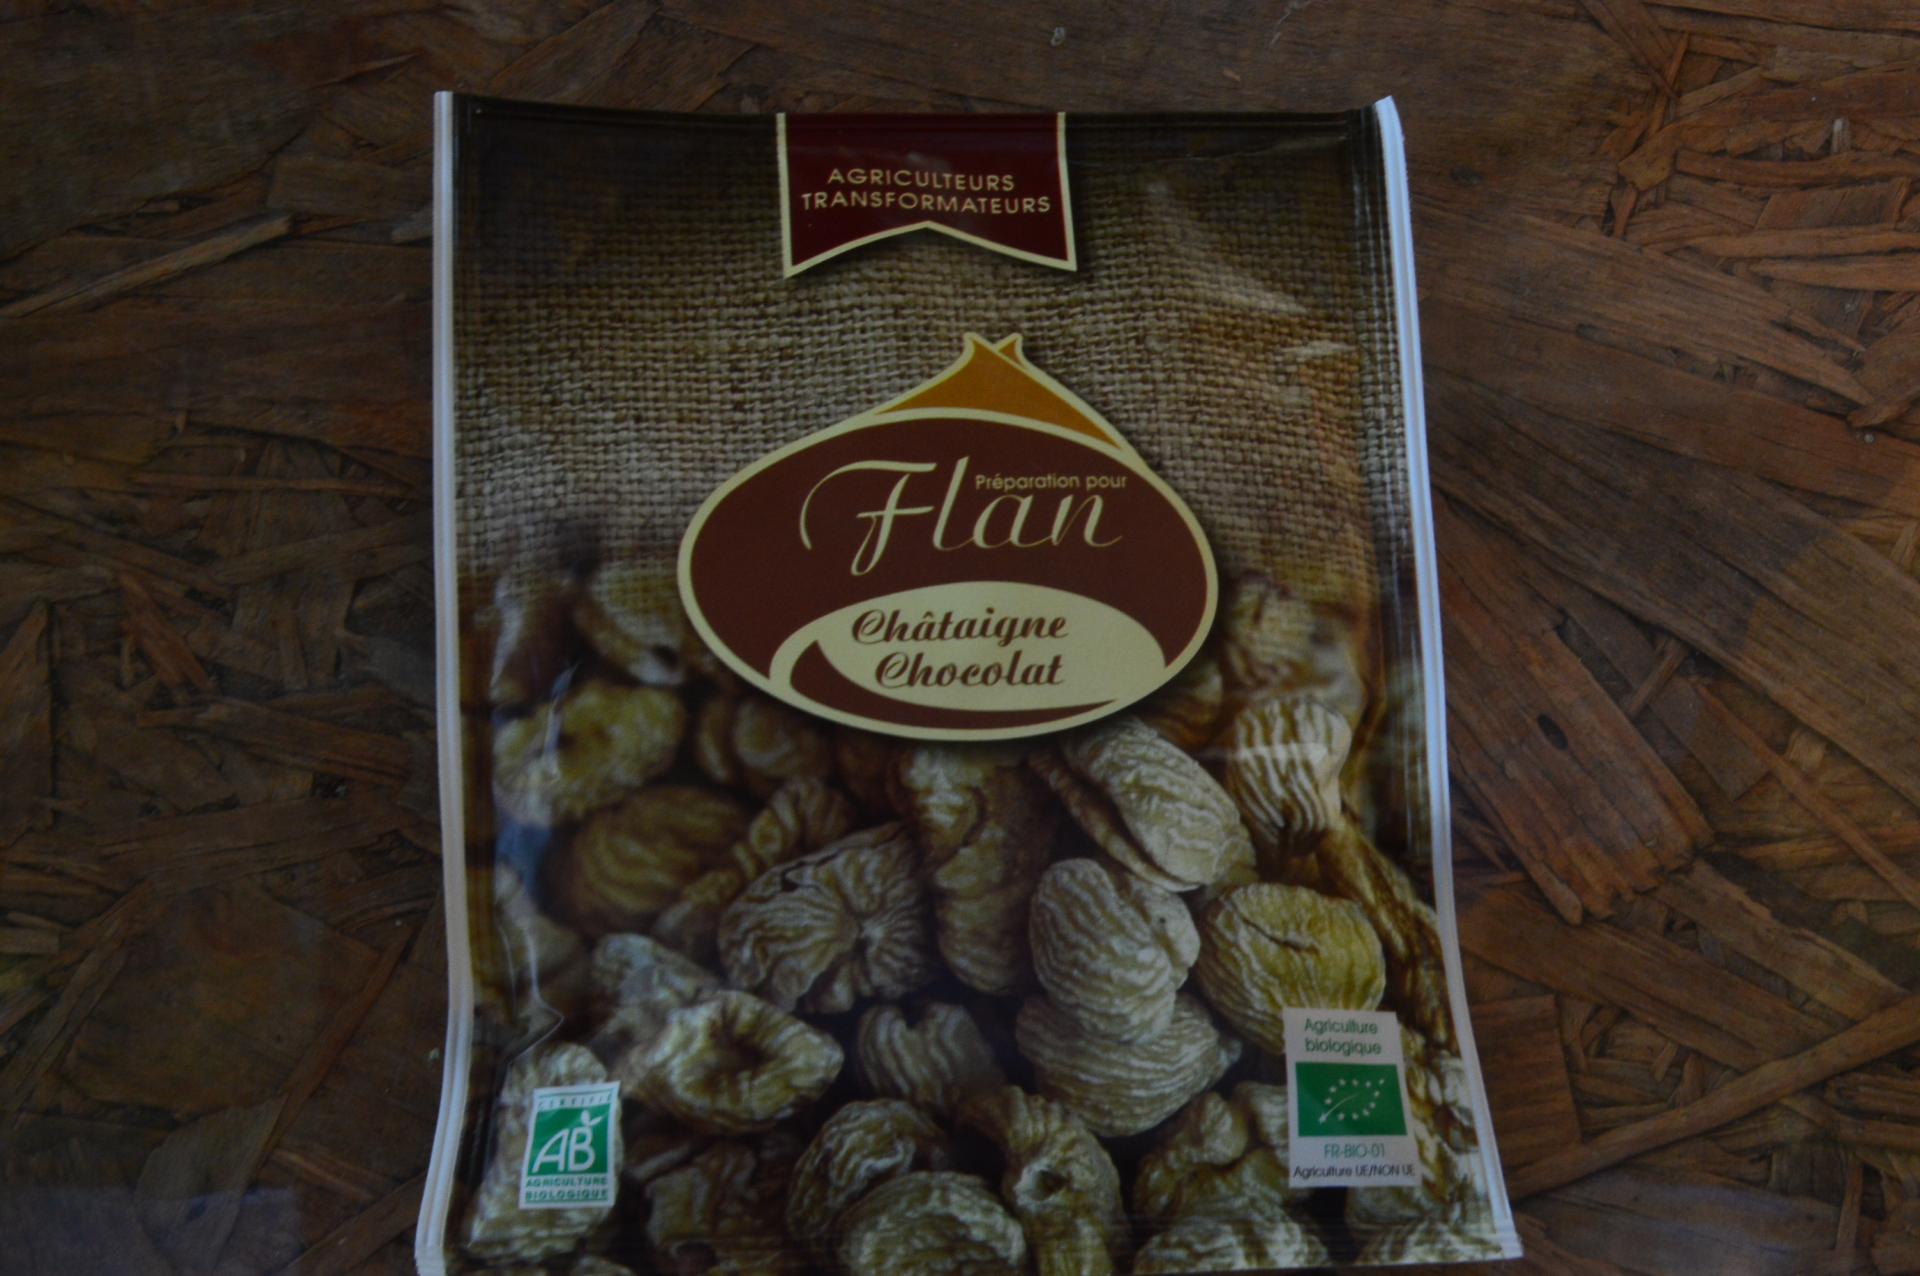 AGRICULTEURS
TRANSFORMATEURS
Préparation pour
Flan
Châtaigne
Chocolat
Agriculture
biologique
FR-BIO-01
Agriculture UE/NON UE
CERTIFIÉ
AB
AGRICULTURE
BIOLOGIQUE